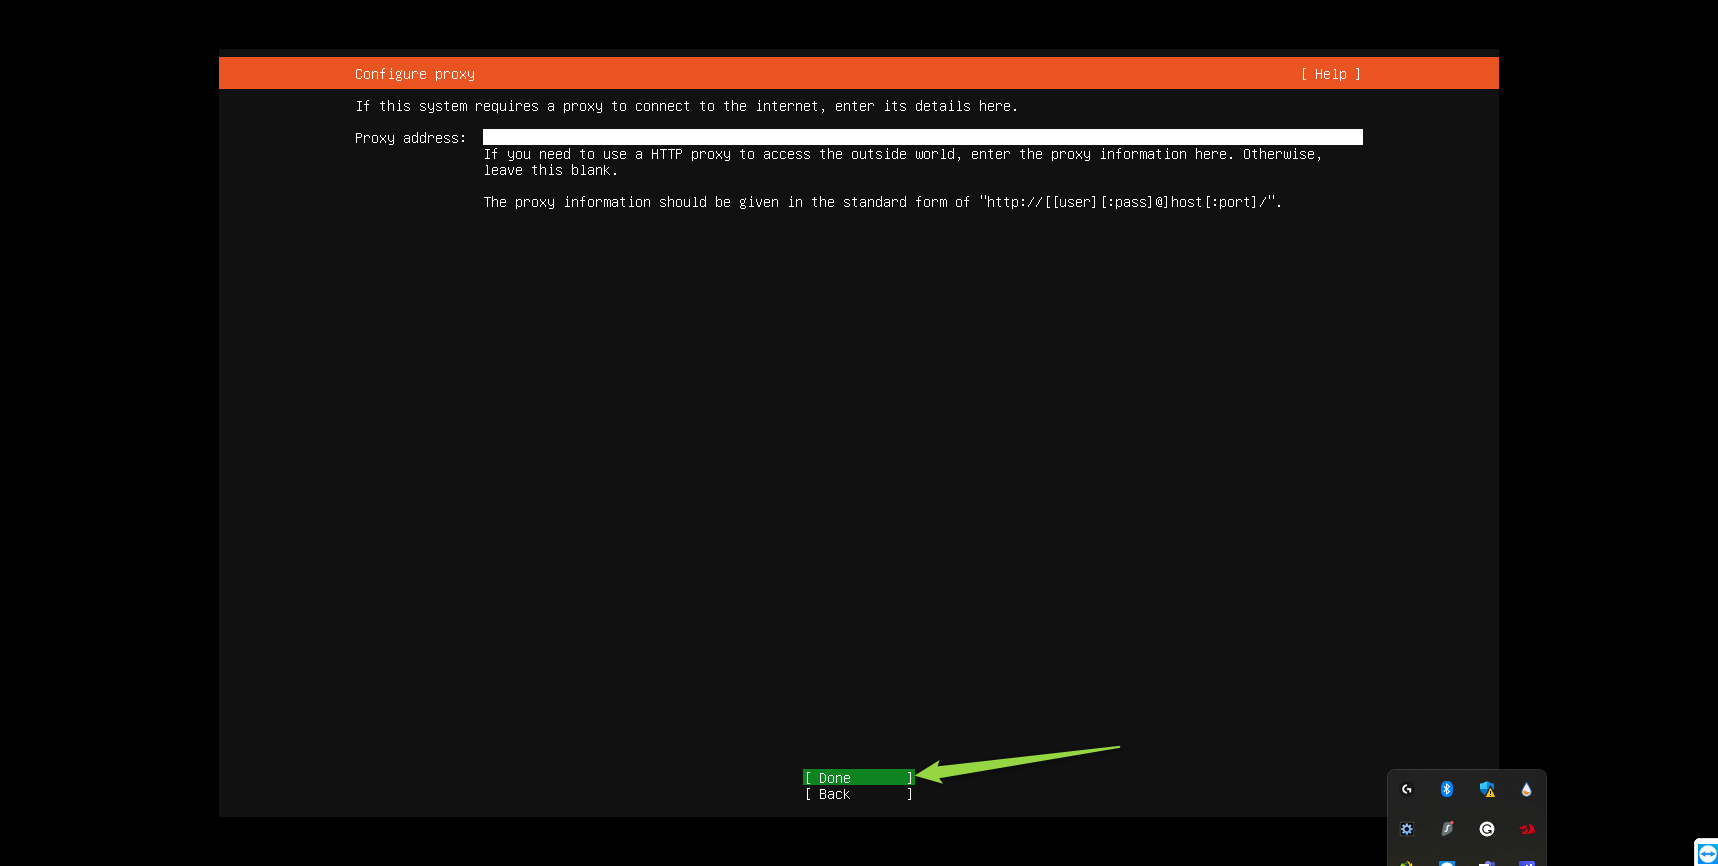 Configure proxy [ Help ]
If this system requires a proxy to connect to the internet, enter its details here.
Proxy address:
If you need to use a HTTP proxy to access the outside world, enter the proxy information here. Otherwise,
leave this blank.
The proxy information should be given in the standard form of "http://[[user][:pass]@]host[:port]/".
[ Done ]
[ Back ]